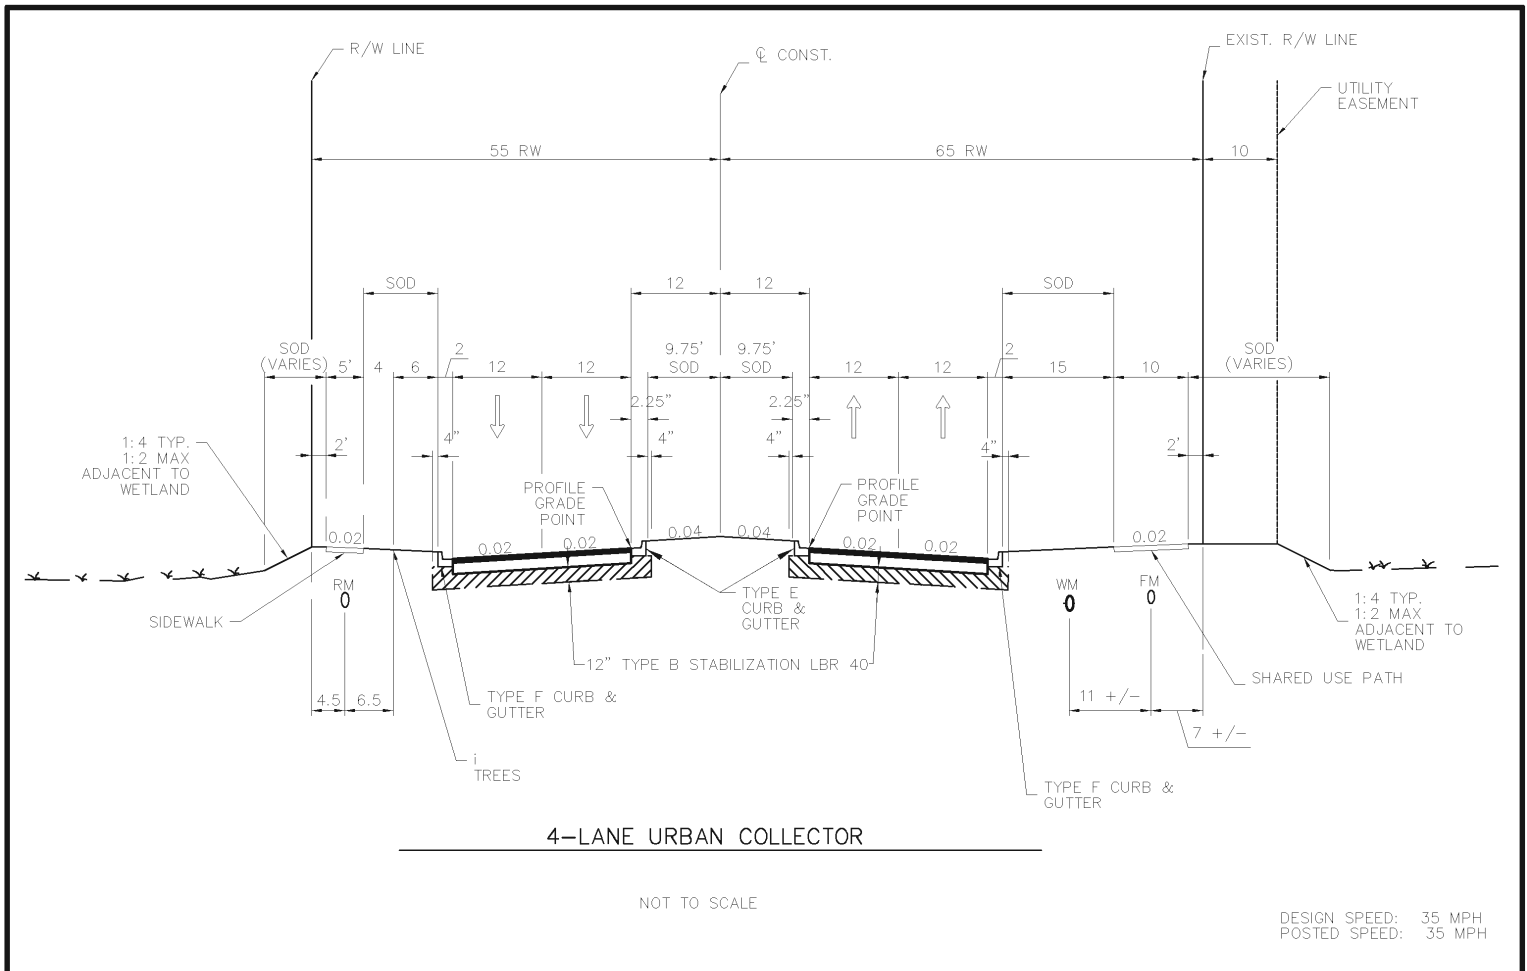 R/W LINE
℄ CONST.
EXIST. R/W LINE
UTILITY
EASEMENT
55 RW
65 RW
10
SOD
12
12
SOD
SOD
(VARIES)
5'
4
6
2
12
12
9.75'
SOD
9.75'
SOD
12
12
2
15
10
SOD
(VARIES)
2.25"
2.25"
1:4 TYP.
1:2 MAX
ADJACENT TO
WETLAND
2'
4"
4"
4"
4"
2'
PROFILE
GRADE
POINT
PROFILE
GRADE
POINT
0.02
0.02
0.02
0.04
0.04
0.02
0.02
0.02
RM
WM
FM
SIDEWALK
TYPE E
CURB &
GUTTER
1:4 TYP.
1:2 MAX
ADJACENT TO
WETLAND
12" TYPE B STABILIZATION LBR 40
SHARED USE PATH
4.5
6.5
TYPE F CURB &
GUTTER
11 +/-
7 +/-
i
TREES
TYPE F CURB &
GUTTER
4-LANE URBAN COLLECTOR
NOT TO SCALE
DESIGN SPEED: 35 MPH
POSTED SPEED: 35 MPH